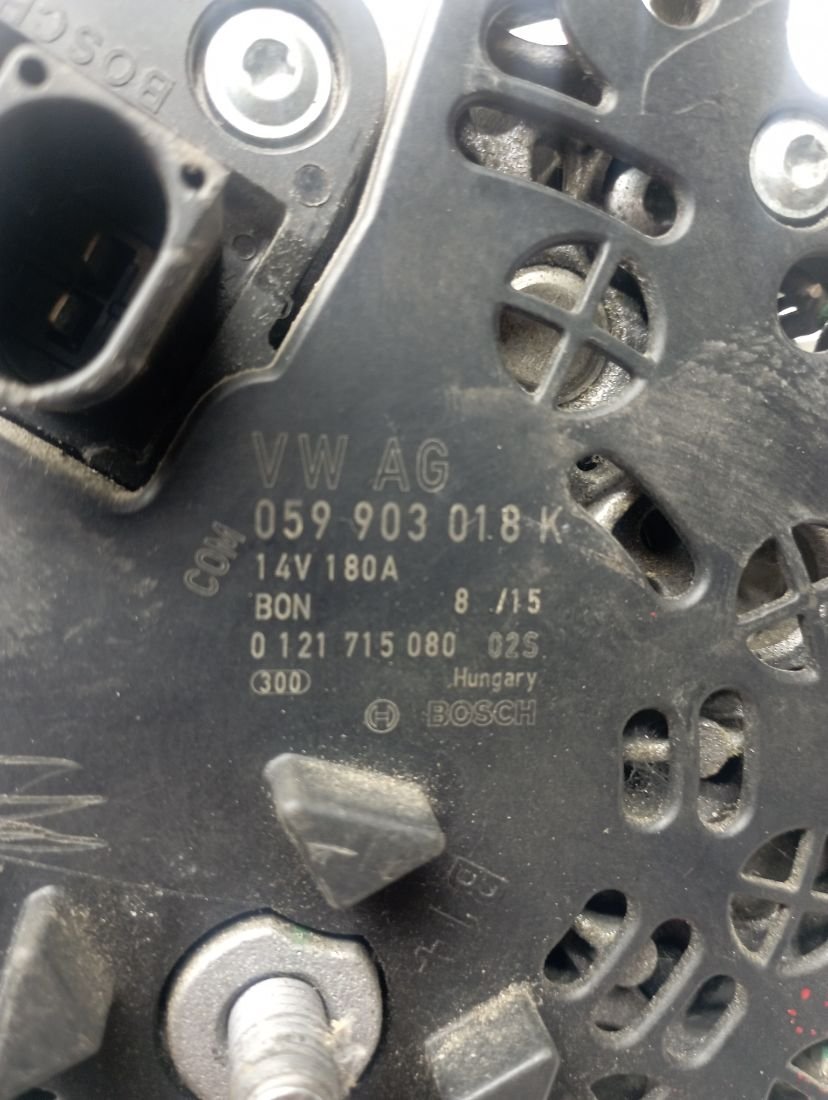 BOSCH
VW AG
059 903 018 K
COM
14V 180A
BON 8 /15
0 121 715 080 02S
300 Hungary
BOSCH
B+